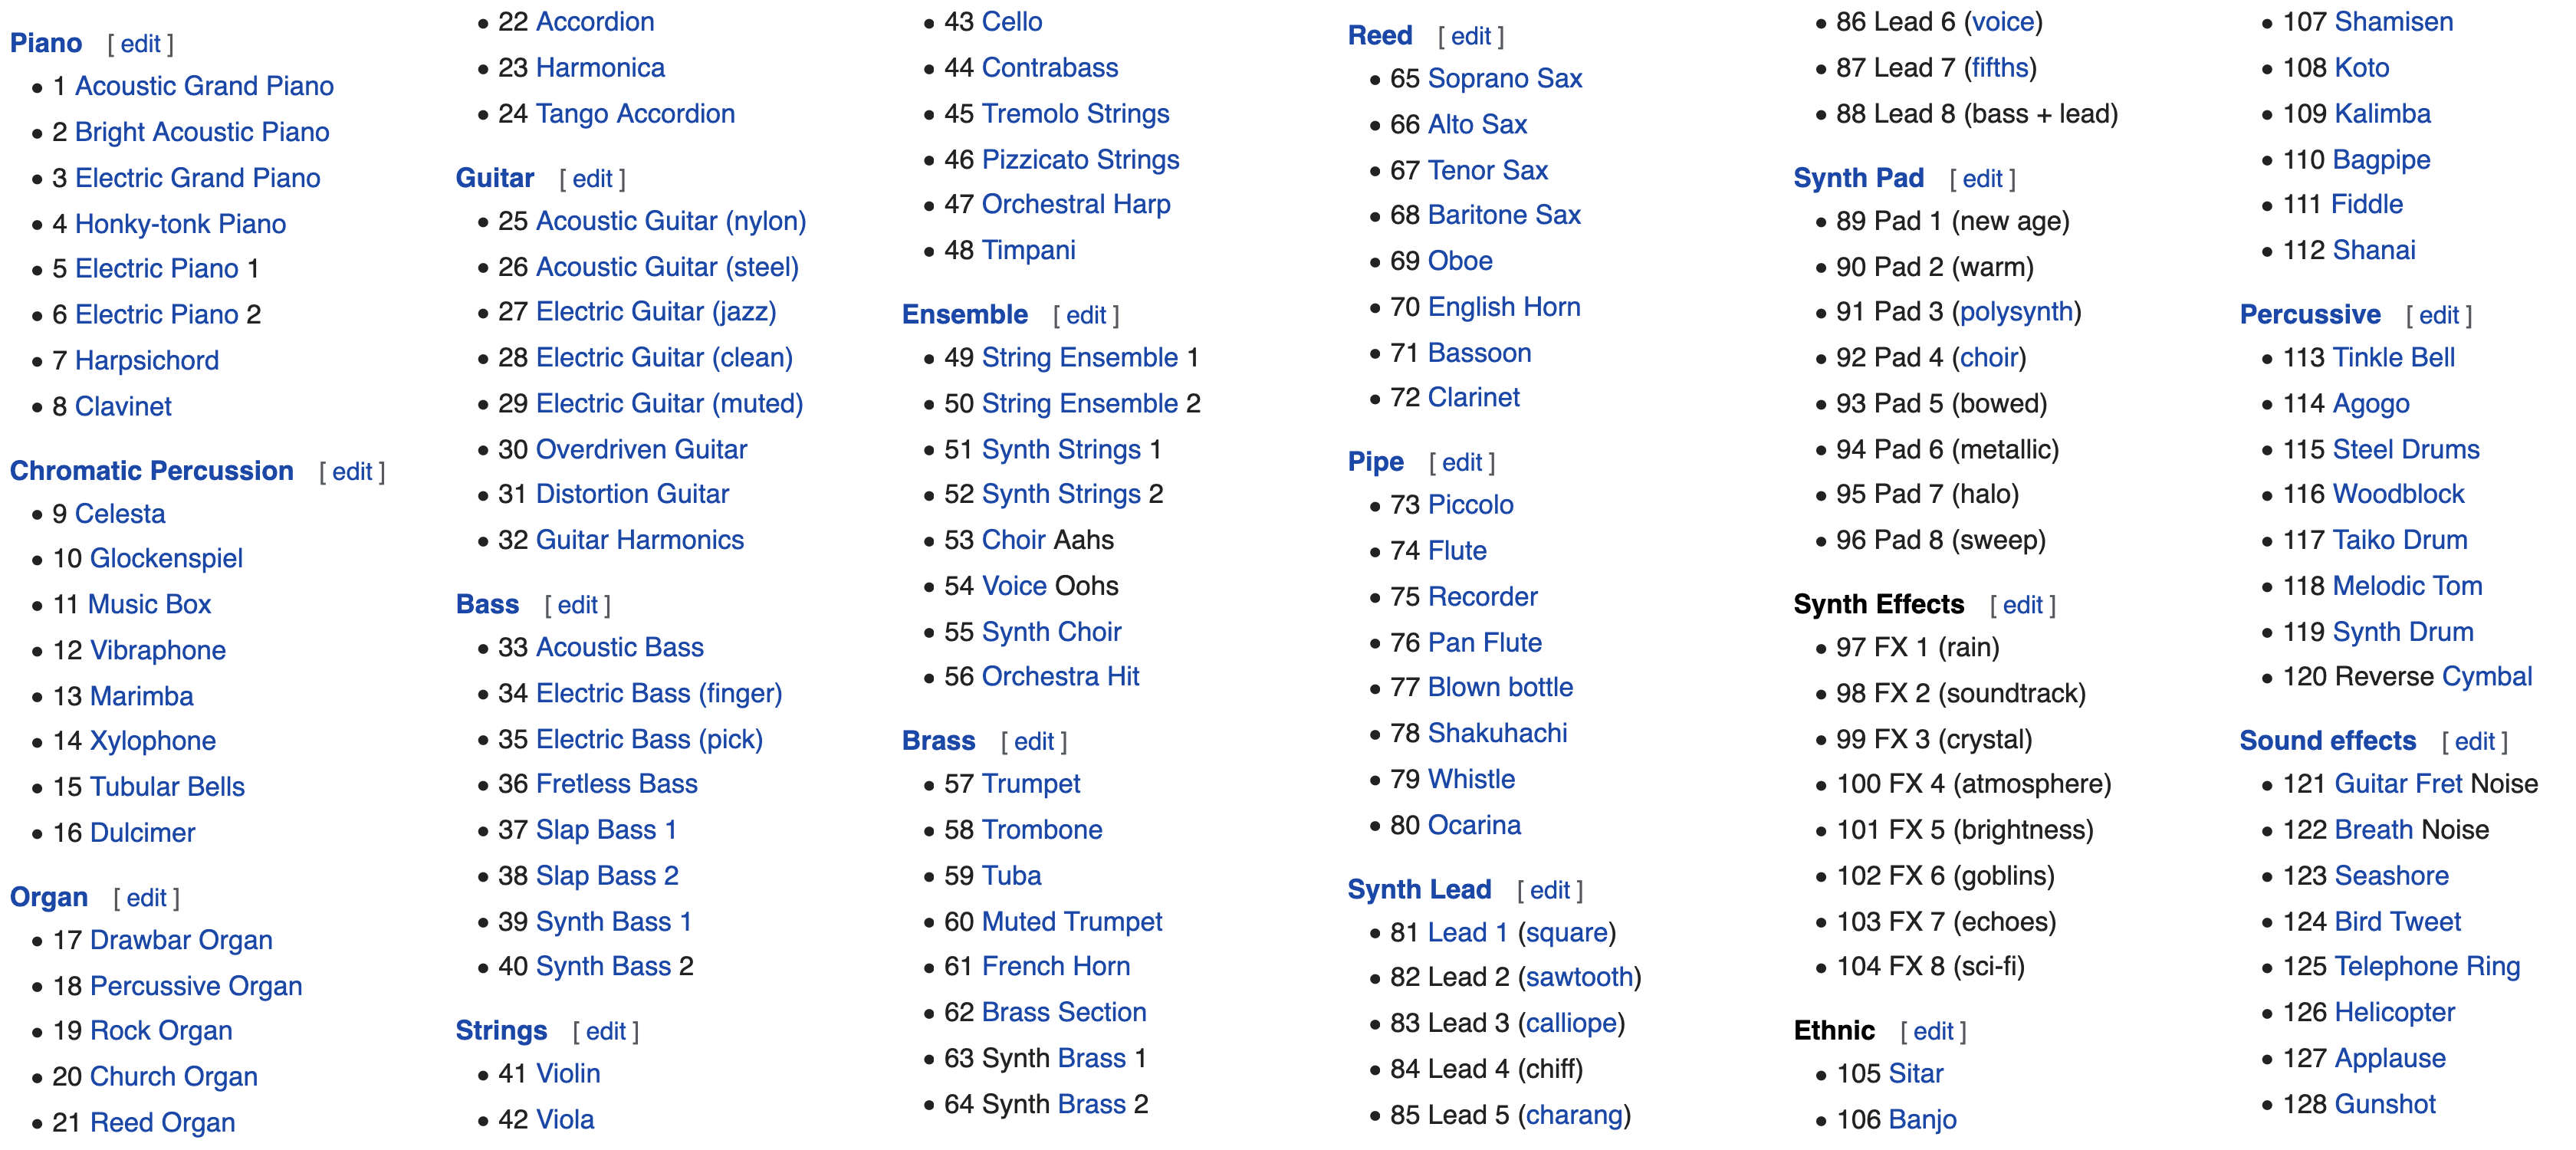 Piano [ edit ]
1 Acoustic Grand Piano
2 Bright Acoustic Piano
3 Electric Grand Piano
4 Honky-tonk Piano
5 Electric Piano 1
6 Electric Piano 2
7 Harpsichord
8 Clavinet
Chromatic Percussion [ edit ]
9 Celesta
10 Glockenspiel
11 Music Box
12 Vibraphone
13 Marimba
14 Xylophone
15 Tubular Bells
16 Dulcimer
Organ [ edit ]
17 Drawbar Organ
18 Percussive Organ
19 Rock Organ
20 Church Organ
21 Reed Organ
22 Accordion
23 Harmonica
24 Tango Accordion
Guitar [ edit ]
25 Acoustic Guitar (nylon)
26 Acoustic Guitar (steel)
27 Electric Guitar (jazz)
28 Electric Guitar (clean)
29 Electric Guitar (muted)
30 Overdriven Guitar
31 Distortion Guitar
32 Guitar Harmonics
Bass [ edit ]
33 Acoustic Bass
34 Electric Bass (finger)
35 Electric Bass (pick)
36 Fretless Bass
37 Slap Bass 1
38 Slap Bass 2
39 Synth Bass 1
40 Synth Bass 2
Strings [ edit ]
41 Violin
42 Viola
43 Cello
44 Contrabass
45 Tremolo Strings
46 Pizzicato Strings
47 Orchestral Harp
48 Timpani
Ensemble [ edit ]
49 String Ensemble 1
50 String Ensemble 2
51 Synth Strings 1
52 Synth Strings 2
53 Choir Aahs
54 Voice Oohs
55 Synth Choir
56 Orchestra Hit
Brass [ edit ]
57 Trumpet
58 Trombone
59 Tuba
60 Muted Trumpet
61 French Horn
62 Brass Section
63 Synth Brass 1
64 Synth Brass 2
Reed [ edit ]
65 Soprano Sax
66 Alto Sax
67 Tenor Sax
68 Baritone Sax
69 Oboe
70 English Horn
71 Bassoon
72 Clarinet
Pipe [ edit ]
73 Piccolo
74 Flute
75 Recorder
76 Pan Flute
77 Blown bottle
78 Shakuhachi
79 Whistle
80 Ocarina
Synth Lead [ edit ]
81 Lead 1 (square)
82 Lead 2 (sawtooth)
83 Lead 3 (calliope)
84 Lead 4 (chiff)
85 Lead 5 (charang)
86 Lead 6 (voice)
87 Lead 7 (fifths)
88 Lead 8 (bass + lead)
Synth Pad [ edit ]
89 Pad 1 (new age)
90 Pad 2 (warm)
91 Pad 3 (polysynth)
92 Pad 4 (choir)
93 Pad 5 (bowed)
94 Pad 6 (metallic)
95 Pad 7 (halo)
96 Pad 8 (sweep)
Synth Effects [ edit ]
97 FX 1 (rain)
98 FX 2 (soundtrack)
99 FX 3 (crystal)
100 FX 4 (atmosphere)
101 FX 5 (brightness)
102 FX 6 (goblins)
103 FX 7 (echoes)
104 FX 8 (sci-fi)
Ethnic [ edit ]
105 Sitar
106 Banjo
107 Shamisen
108 Koto
109 Kalimba
110 Bagpipe
111 Fiddle
112 Shanai
Percussive [ edit ]
113 Tinkle Bell
114 Agogo
115 Steel Drums
116 Woodblock
117 Taiko Drum
118 Melodic Tom
119 Synth Drum
120 Reverse Cymbal
Sound effects [ edit ]
121 Guitar Fret Noise
122 Breath Noise
123 Seashore
124 Bird Tweet
125 Telephone Ring
126 Helicopter
127 Applause
128 Gunshot